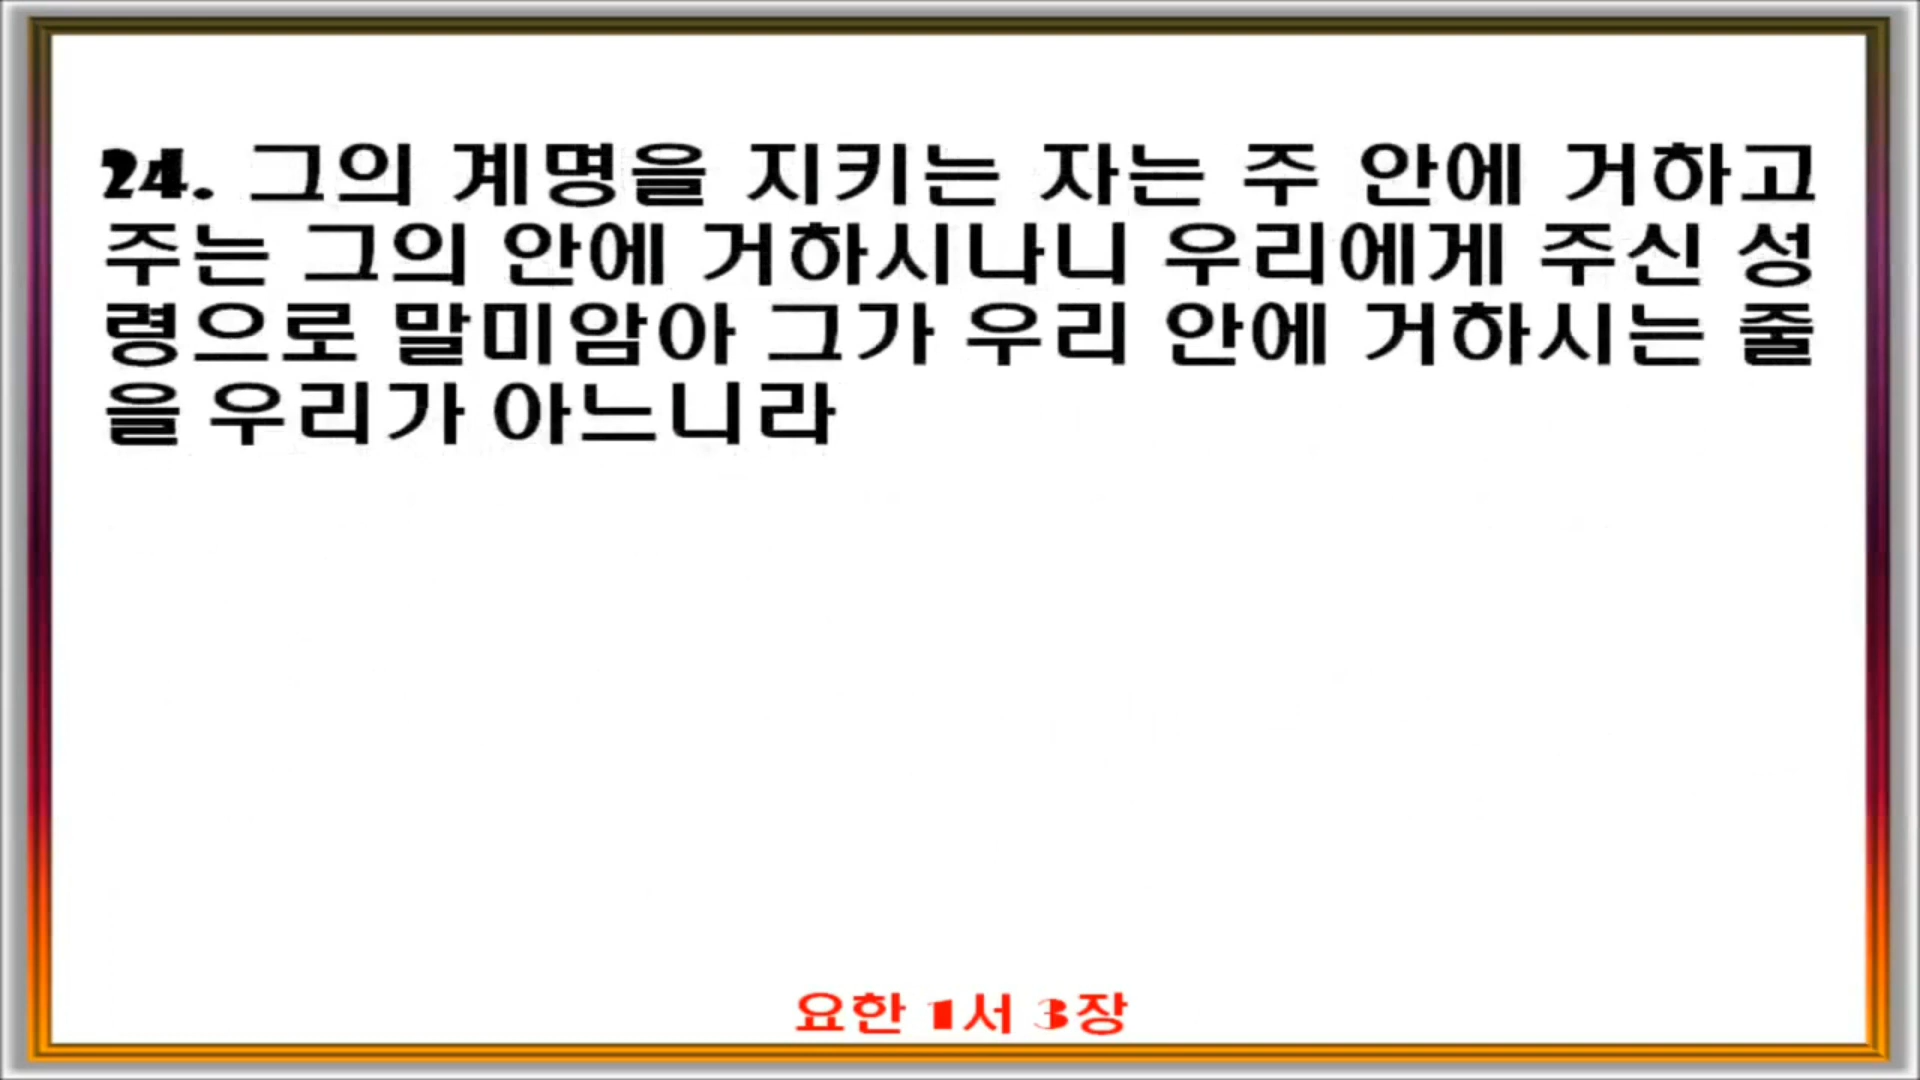 24. 그의 계명을 지키는 자는 주 안에 거하고
주는 그의 안에 거하시나니 우리에게 주신 성
령으로 말미암아 그가 우리 안에 거하시는 줄
을 우리가 아느니라
요한 1서 3장